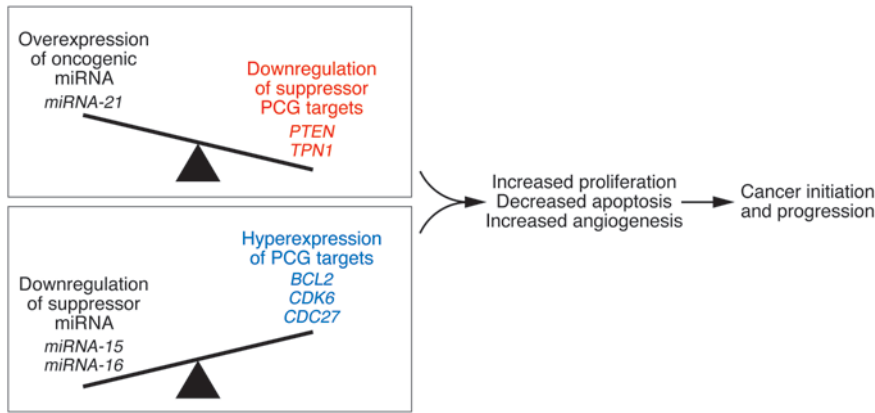 Overexpression
of oncogenic
miRNA
miRNA-21
Downregulation
of suppressor
PCG targets
PTEN
TPN1
Downregulation
of suppressor
miRNA
miRNA-15
miRNA-16
Hyperexpression
of PCG targets
BCL2
CDK6
CDC27
Increased proliferation
Decreased apoptosis
Increased angiogenesis
Cancer initiation
and progression